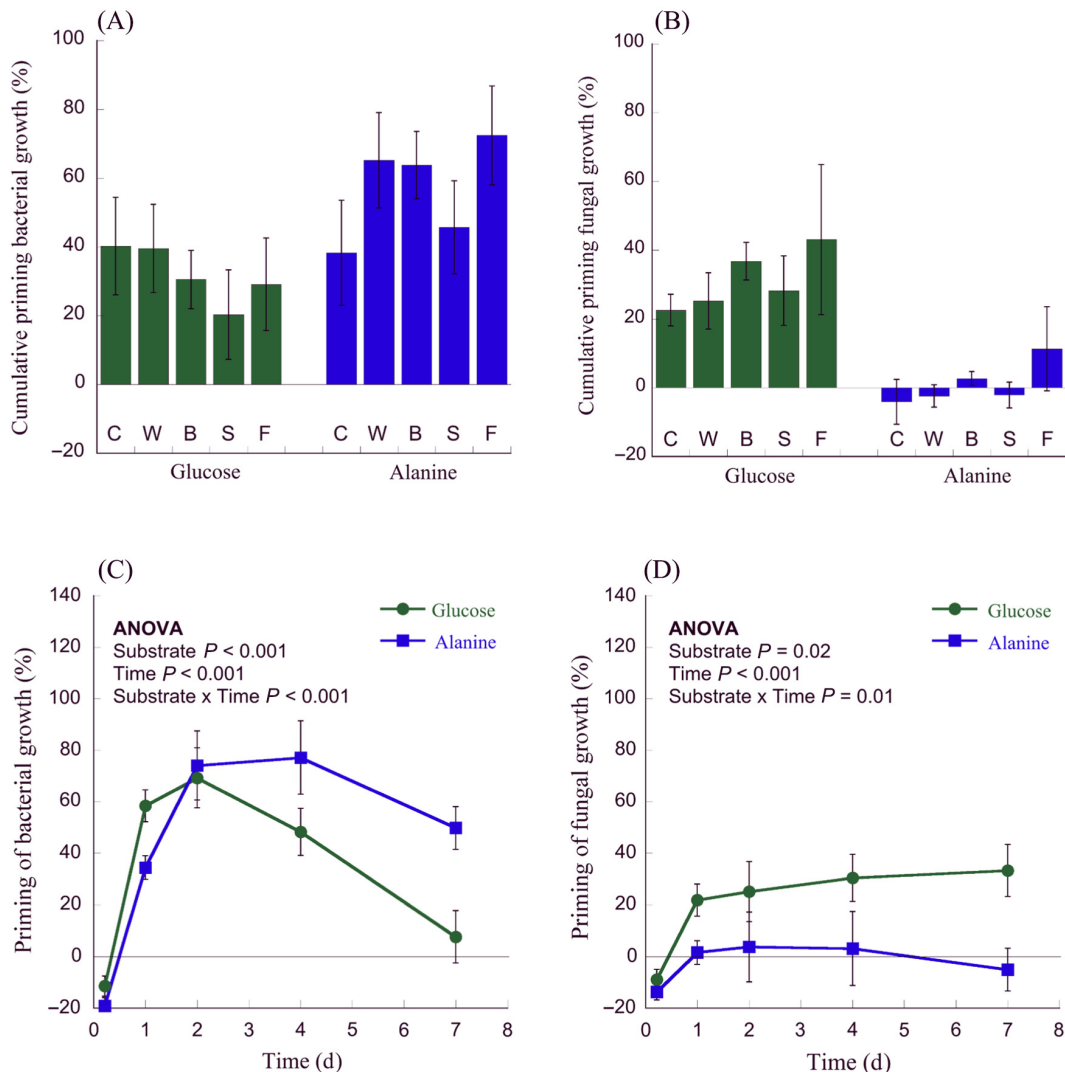 (A)
Cumulative priming bacterial growth (%)
100
80
60
40
20
0
–20
C W B S F C W B S F
Glucose Alanine
(B)
Cumulative priming fungal growth (%)
100
80
60
40
20
0
–20
C W B S F C W B S F
Glucose Alanine
(C)
Priming of bacterial growth (%)
140
120
100
80
60
40
20
0
–20
ANOVA
Substrate P < 0.001
Time P < 0.001
Substrate x Time P < 0.001
Glucose
Alanine
0 1 2 3 4 5 6 7 8
Time (d)
(D)
Priming of fungal growth (%)
140
120
100
80
60
40
20
0
–20
ANOVA
Substrate P = 0.02
Time P < 0.001
Substrate x Time P = 0.01
Glucose
Alanine
0 1 2 3 4 5 6 7 8
Time (d)